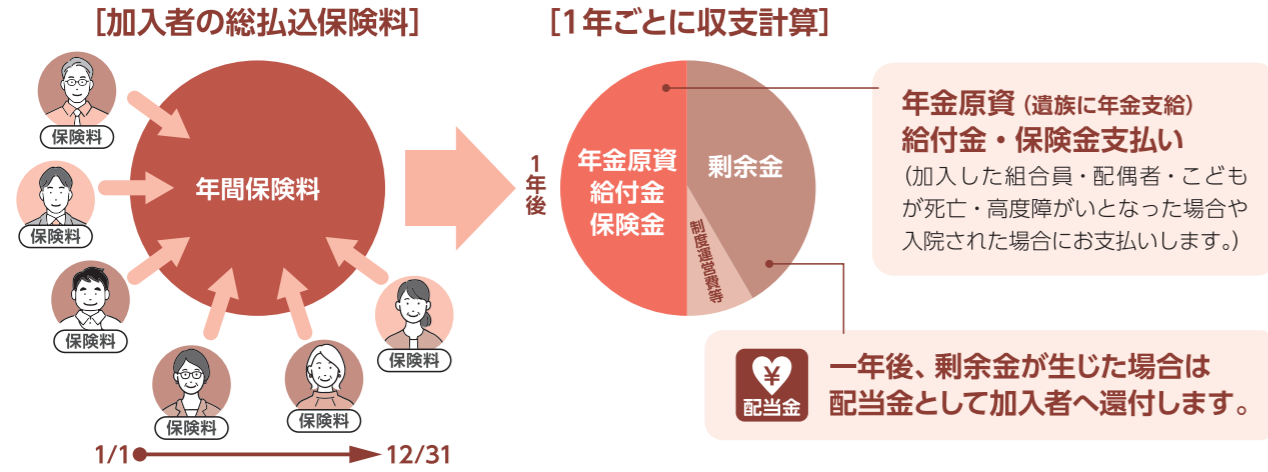 [加入者の総払込保険料]
保険料
保険料
保険料
保険料
保険料
保険料
年間保険料
1/1
12/31
1年後
[1年ごとに収支計算]
年金原資
給付金
保険金
剰余金
制度運営費等
年金原資（遺族に年金支給）
給付金・保険金支払い
（加入した組合員・配偶者・こども
が死亡・高度障がいとなった場合や
入院された場合にお支払いします。）
¥
配当金
一年後、剰余金が生じた場合は
配当金として加入者へ還付します。